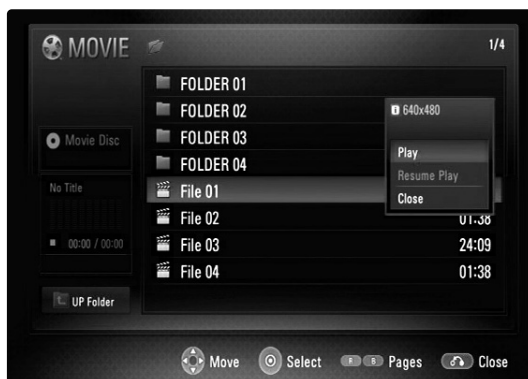 MOVIE
1/4
FOLDER 01
FOLDER 02
FOLDER 03
FOLDER 04
File 01
File 02 01:38
File 03 24:09
File 04 01:38
Movie Disc
No Title
00:00 / 00:00
UP Folder
i 640x480
Play
Resume Play
Close
Move Select R B Pages Close